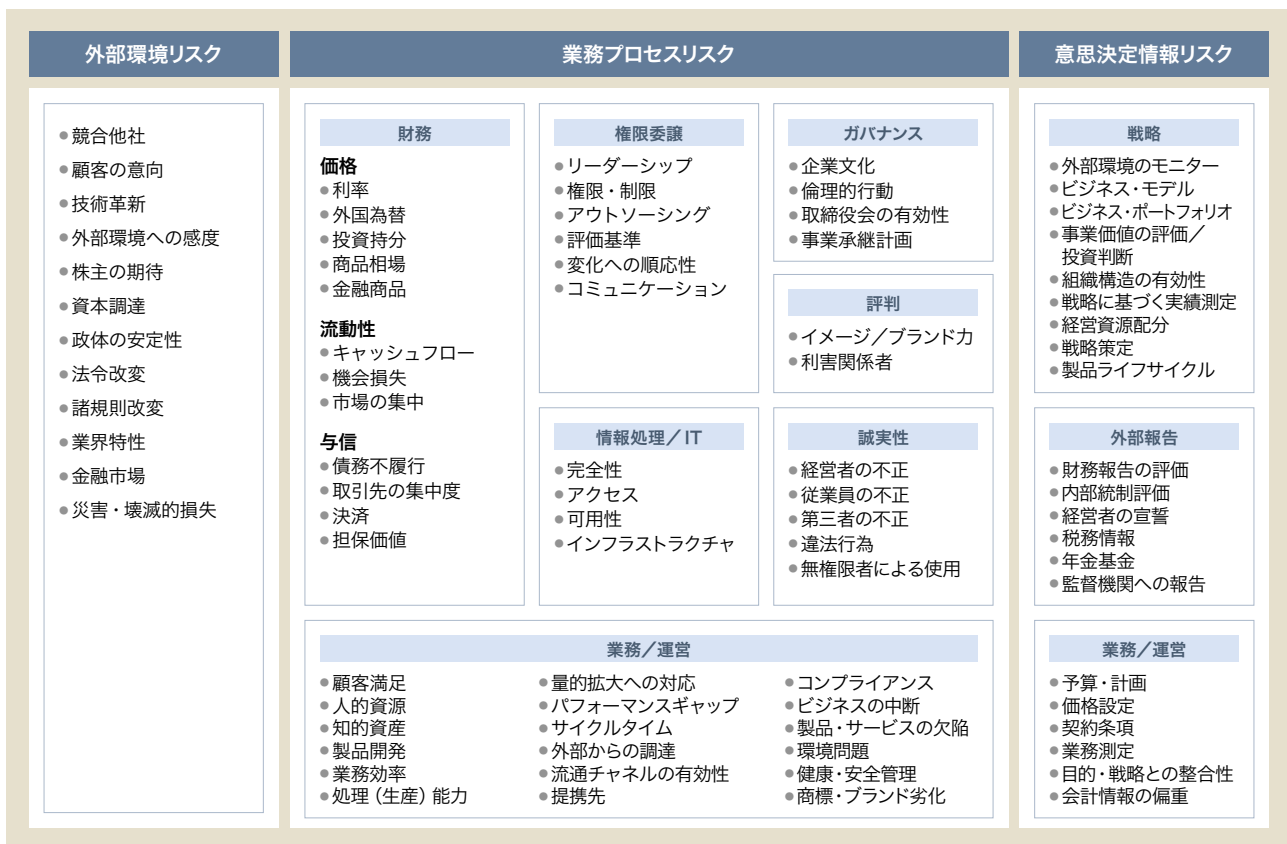 外部環境リスク
●競合他社
●顧客の意向
●技術革新
●外部環境への感度
●株主の期待
●資本調達
●政体の安定性
●法令改変
●諸規則改変
●業界特性
●金融市場
●災害・壊滅的損失
業務プロセスリスク
財務
価格
●利率
●外国為替
●投資持分
●商品相場
●金融商品
流動性
●キャッシュフロー
●機会損失
●市場の集中
与信
●債務不履行
●取引先の集中度
●決済
●担保価値
権限委譲
●リーダーシップ
●権限・制限
●アウトソーシング
●評価基準
●変化への順応性
●コミュニケーション
ガバナンス
●企業文化
●倫理的行動
●取締役会の有効性
●事業承継計画
評判
●イメージ／ブランド力
●利害関係者
情報処理／IT
●完全性
●アクセス
●可用性
●インフラストラクチャ
誠実性
●経営者の不正
●従業員の不正
●第三者の不正
●違法行為
●無権限者による使用
業務／運営
●顧客満足
●人的資源
●知的資産
●製品開発
●業務効率
●処理（生産）能力
●量的拡大への対応
●パフォーマンスギャップ
●サイクルタイム
●外部からの調達
●流通チャネルの有効性
●提携先
●コンプライアンス
●ビジネスの中断
●製品・サービスの欠陥
●環境問題
●健康・安全管理
●商標・ブランド劣化
意思決定情報リスク
戦略
●外部環境のモニター
●ビジネス・モデル
●ビジネス・ポートフォリオ
●事業価値の評価／
投資判断
●組織構造の有効性
●戦略に基づく実績測定
●経営資源配分
●戦略策定
●製品ライフサイクル
外部報告
●財務報告の評価
●内部統制評価
●経営者の宣誓
●税務情報
●年金基金
●監督機関への報告
業務／運営
●予算・計画
●価格設定
●契約条項
●業務測定
●目的・戦略との整合性
●会計情報の偏重